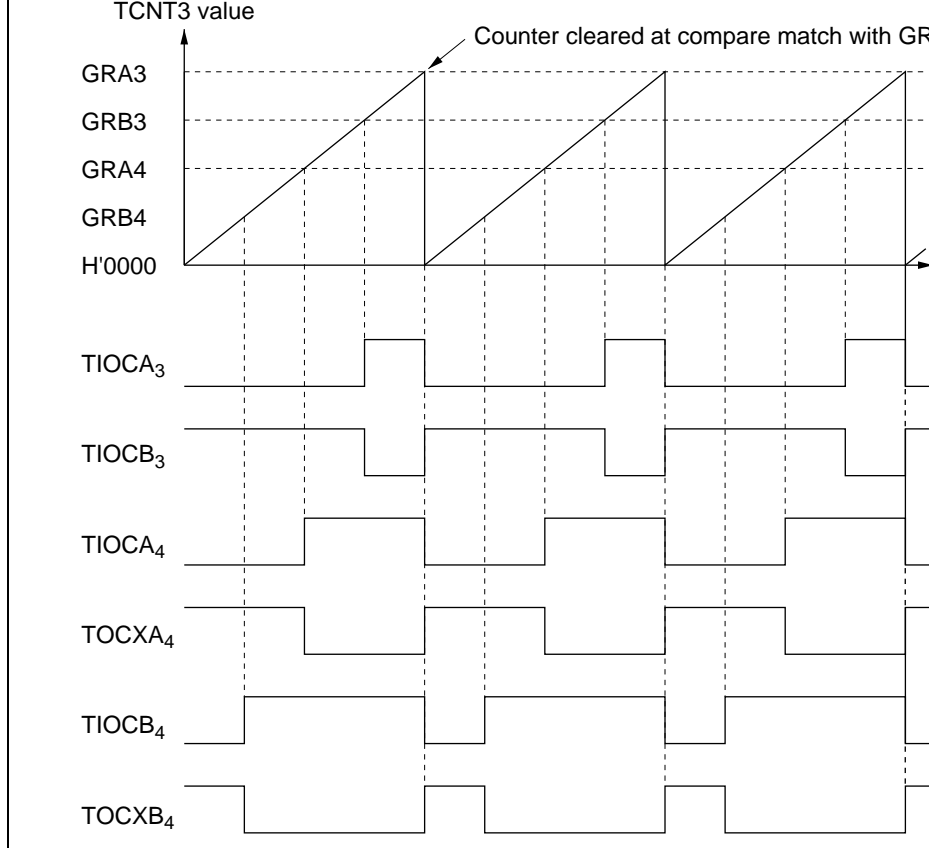 TCNT3 value
Counter cleared at compare match with GR
GRA3
GRB3
GRA4
GRB4
H'0000
TIOCA3
TIOCB3
TIOCA4
TOCXA4
TIOCB4
TOCXB4